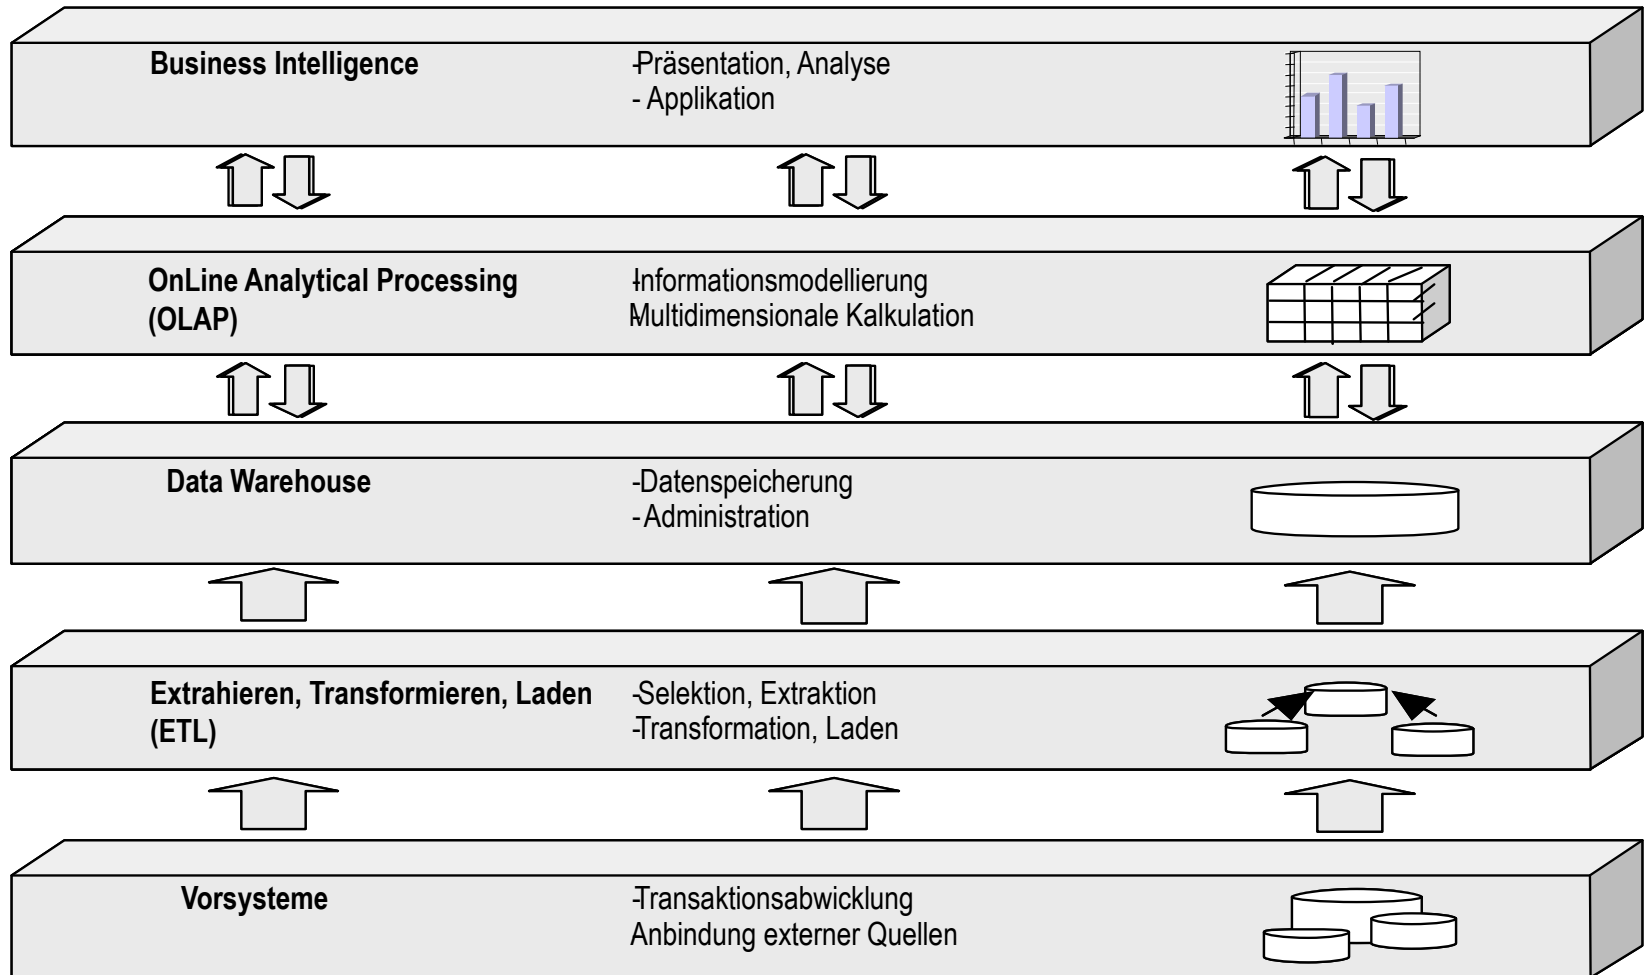 Business Intelligence
-Präsentation, Analyse
- Applikation
OnLine Analytical Processing
(OLAP)
-Informationsmodellierung
-Multidimensionale Kalkulation
Data Warehouse
-Datenspeicherung
- Administration
Extrahieren, Transformieren, Laden
(ETL)
-Selektion, Extraktion
-Transformation, Laden
Vorsysteme
-Transaktionsabwicklung
Anbindung externer Quellen